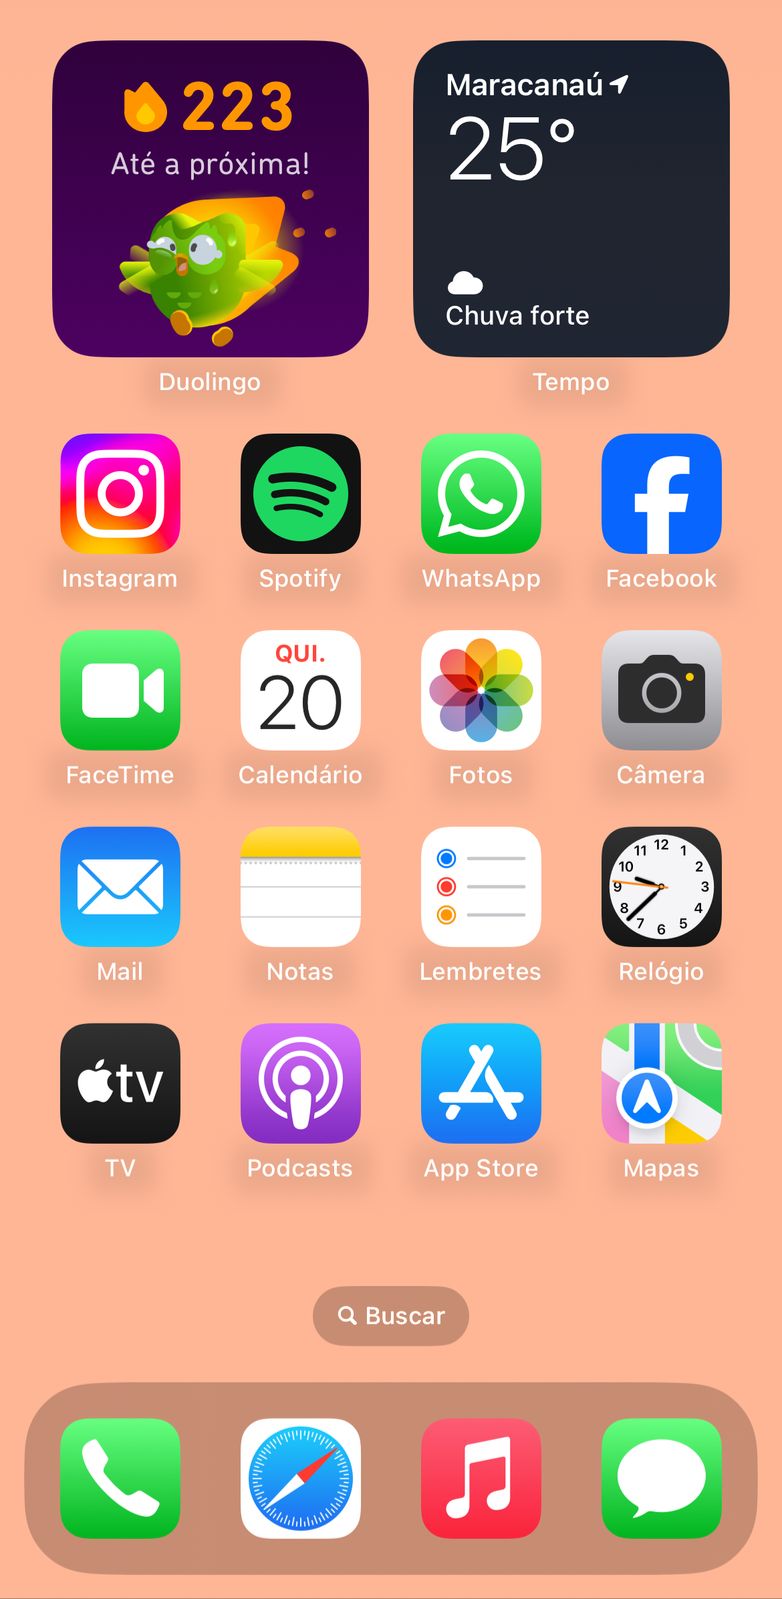 223
Até a próxima!
Maracanaú
25°
Chuva forte
Duolingo
Tempo
Instagram
Spotify
WhatsApp
Facebook
QUI.
20
FaceTime
Calendário
Fotos
Câmera
12
11 1
10 2
9 3
8 4
7 5
6
Mail
Notas
Lembretes
Relógio
tv
TV
Podcasts
App Store
Mapas
Buscar